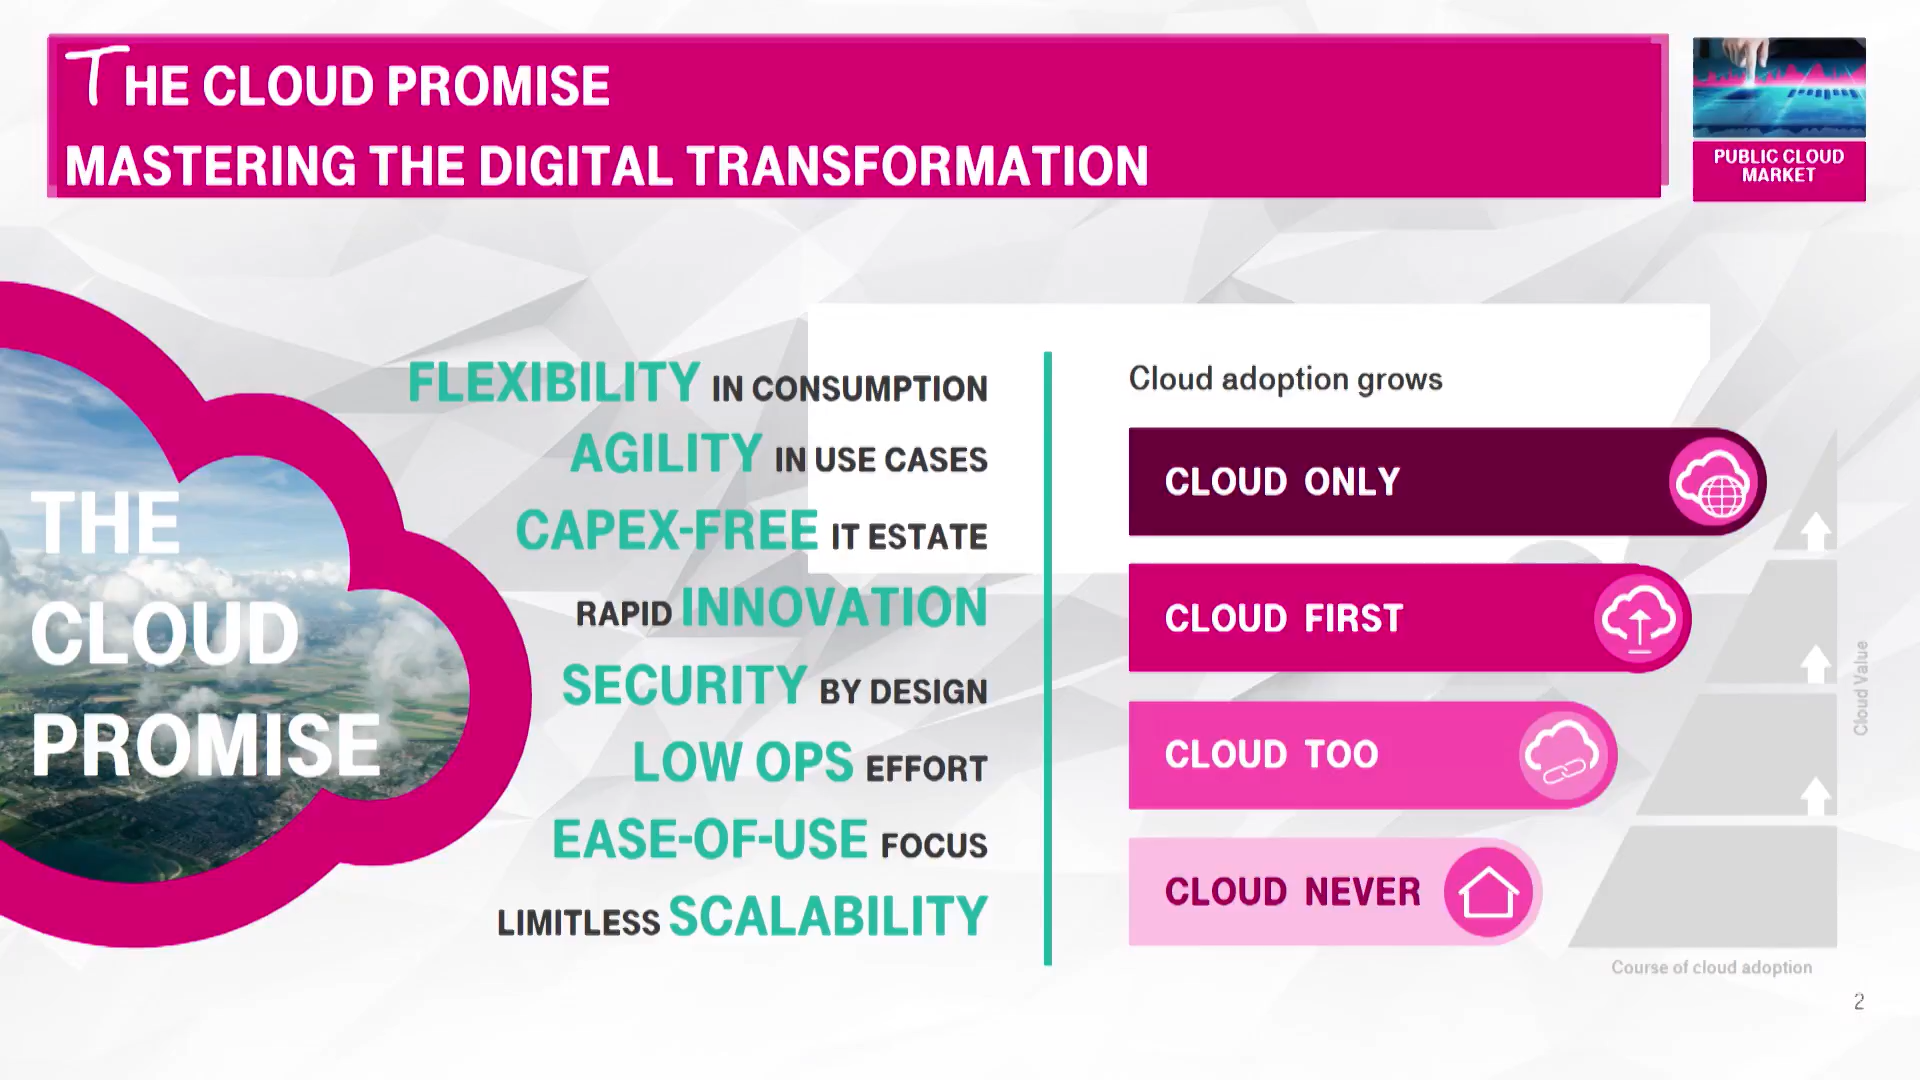 THE CLOUD PROMISE
MASTERING THE DIGITAL TRANSFORMATION
PUBLIC CLOUD
MARKET
THE
CLOUD
PROMISE
FLEXIBILITY IN CONSUMPTION
AGILITY IN USE CASES
CAPEX-FREE IT ESTATE
RAPID INNOVATION
SECURITY BY DESIGN
LOW OPS EFFORT
EASE-OF-USE FOCUS
LIMITLESS SCALABILITY
Cloud adoption grows
CLOUD ONLY
CLOUD FIRST
CLOUD TOO
CLOUD NEVER
Cloud Value
Course of cloud adoption
2